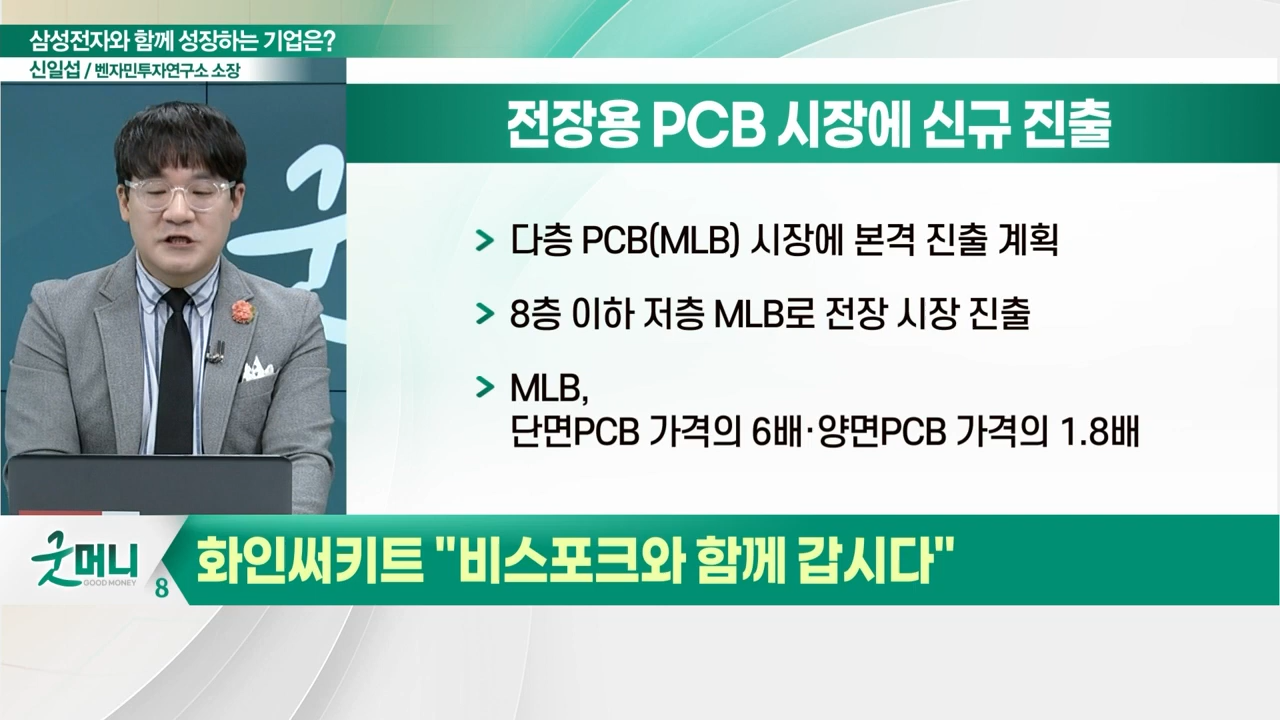 삼성전자와 함께 성장하는 기업은?
신일섭 / 벤자민투자연구소 소장
전장용 PCB 시장에 신규 진출
> 다층 PCB(MLB) 시장에 본격 진출 계획
> 8층 이하 저층 MLB로 전장 시장 진출
> MLB,
단면PCB 가격의 6배·양면PCB 가격의 1.8배
굿머니
GOOD MONEY
8
화인써키트 "비스포크와 함께 갑시다"